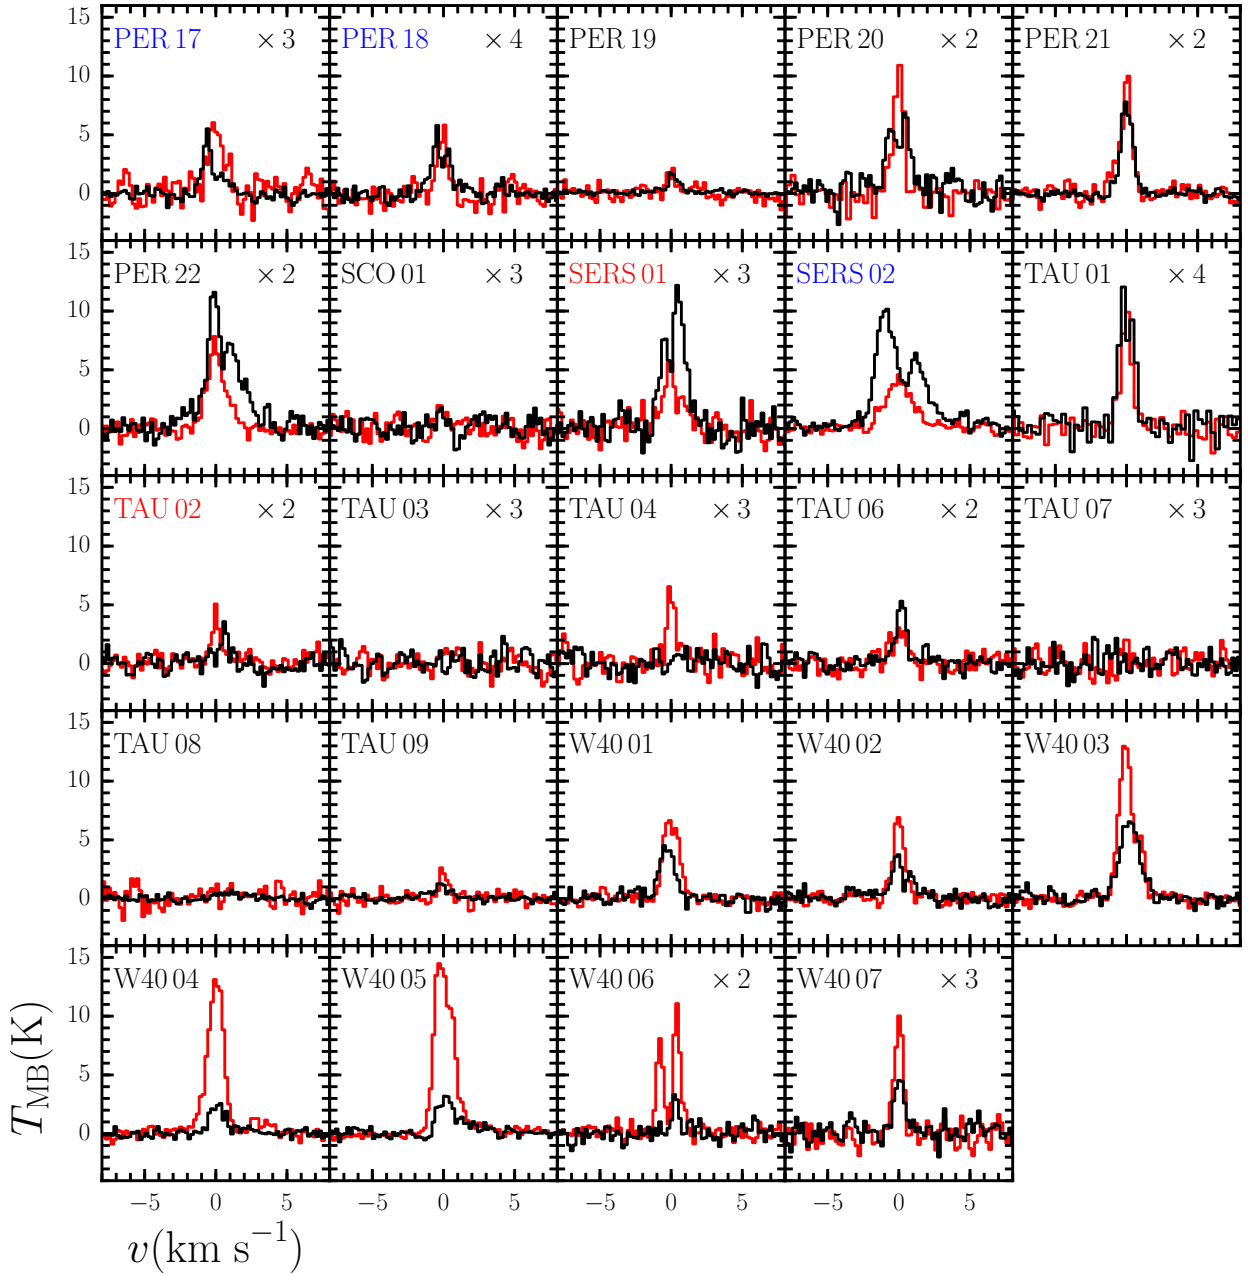 15 PER 17 × 3 PER 18 × 4 PER 19 PER 20 × 2 PER 21 × 2
10
5
0
15 PER 22 × 2 SCO 01 × 3 SERS 01 × 3 SERS 02 TAU 01 × 4
10
5
0
15 TAU 02 × 2 TAU 03 × 3 TAU 04 × 3 TAU 06 × 2 TAU 07 × 3
10
5
0
15 TAU 08 TAU 09 W40 01 W40 02 W40 03
10
5
0
15 W40 04 W40 05 W40 06 × 2 W40 07 × 3
10
5
0
T_MB(K)
−5 0 5 −5 0 5 −5 0 5 −5 0 5
v(km s⁻¹)